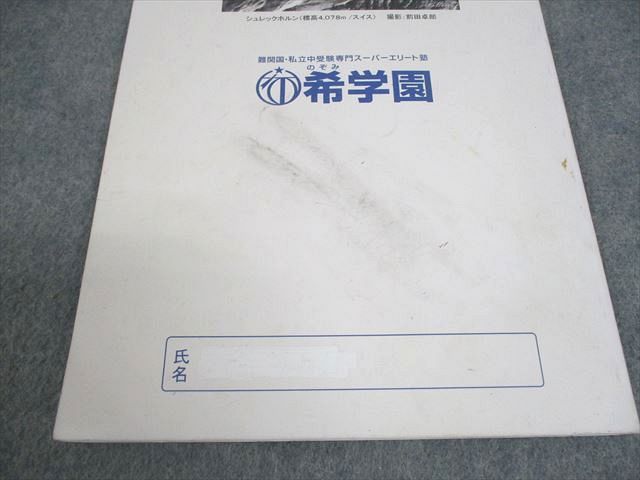 シュレックホルン(標高4,078m/スイス) 撮影:前田卓郎
難関国・私立中受験専門スーパーエリート塾
のぞみ
希学園
氏名